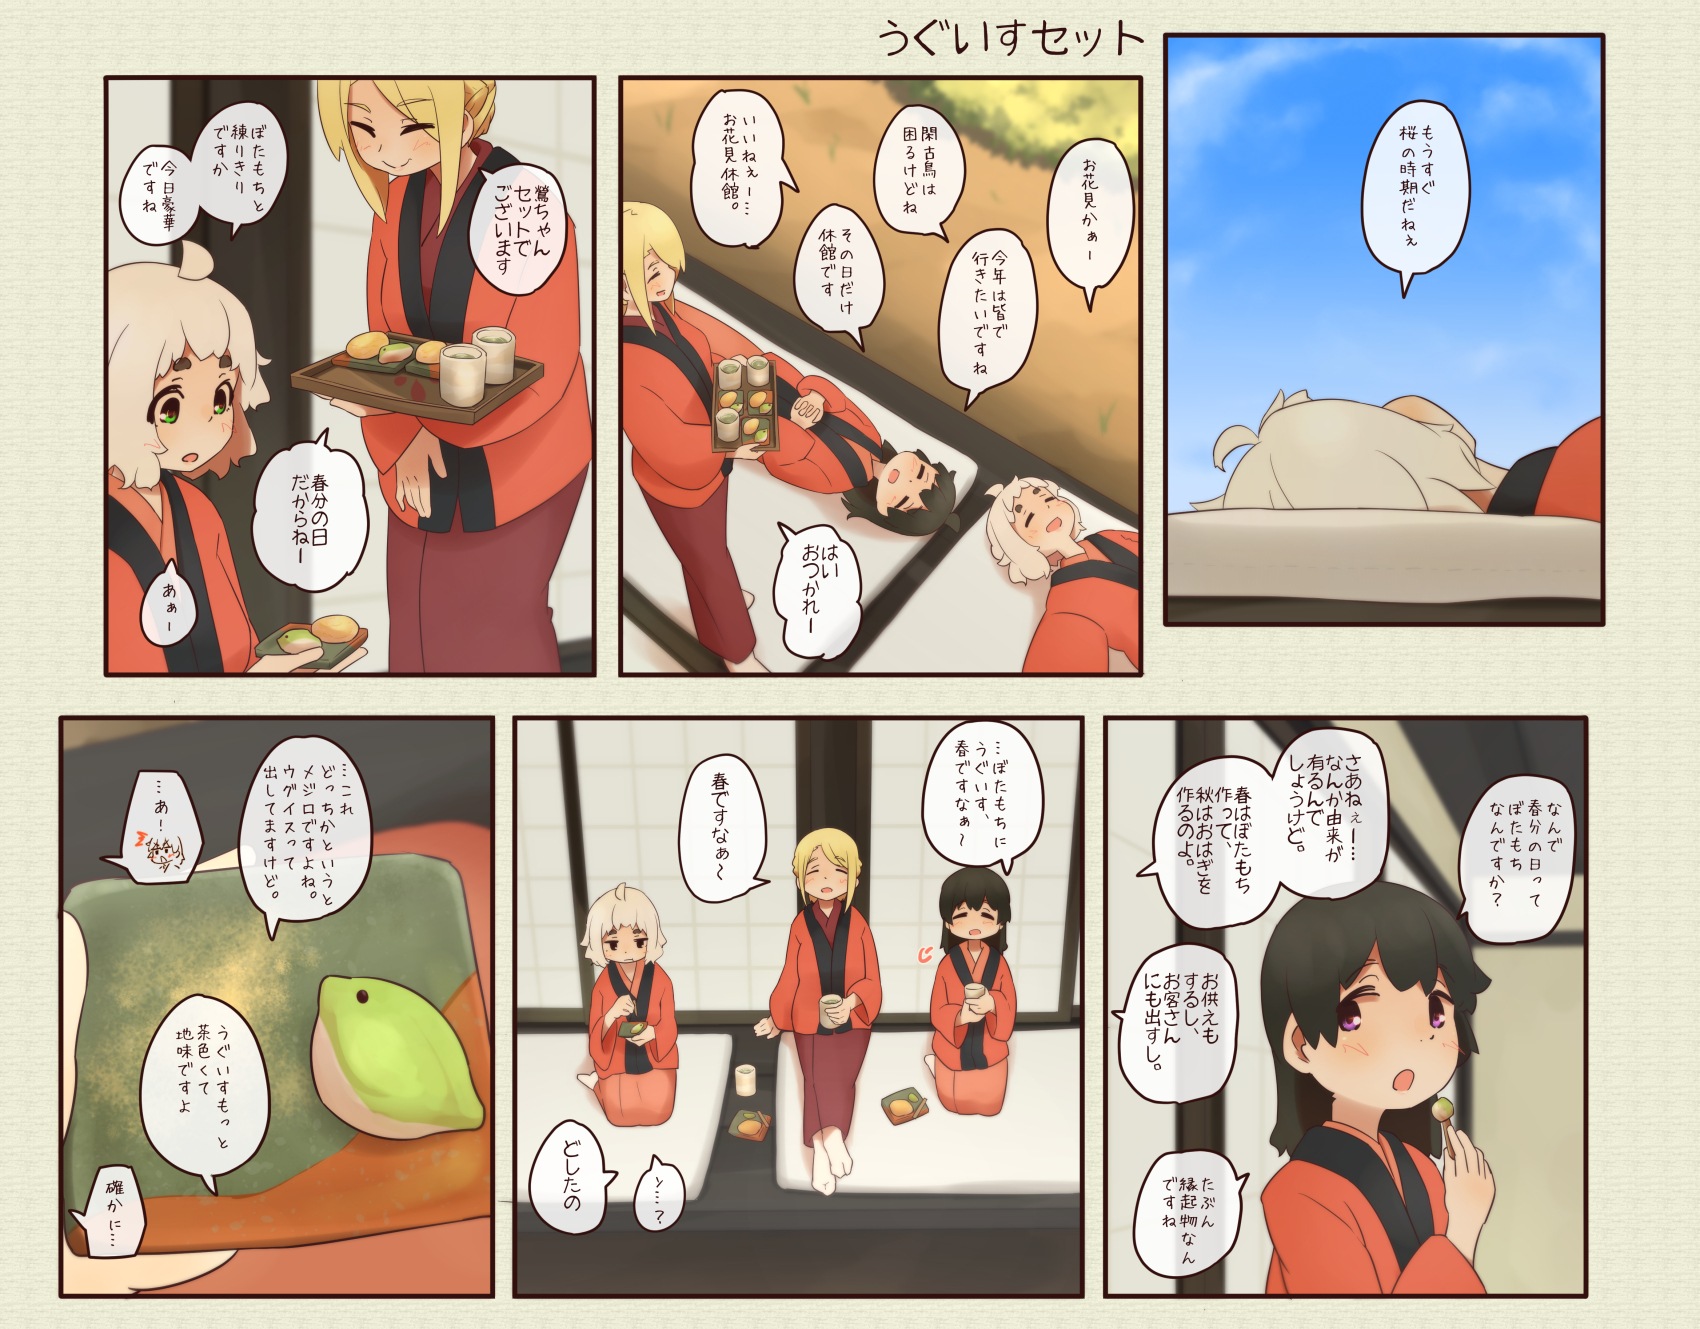 うぐいすセット
もうすぐ
桜の時期だねぇ
お花見かぁー
閑古鳥は
困るけどね
今年は皆で
行きたいですね
いいねぇー…
お花見休館。
その日だけ
休館です
はい
おつかれー
鶯ちゃん
セットで
ございます
ぼたもちと
練りきり
ですか
今日豪華
ですね
春分の日
だからねー
あぁー
なんで
春分の日って
ぼたもち
なんですか?
さあねぇー…
なんか由来が
有るんで
しょうけど。
春はぼたもち
作って、
秋はおはぎを
作るのよ。
お供えも
するし、
お客さん
にも出すし。
たぶん
縁起物なん
ですね
…ぼたもちに
うぐいす、
春ですなぁ~
春ですなぁ~
ト…?
どしたの
…これ
どっちかというと
メジロですよね。
ウグイスって
出してますけど。
…あ!
うぐいすもっと
茶色くて
地味ですよ
確かに…